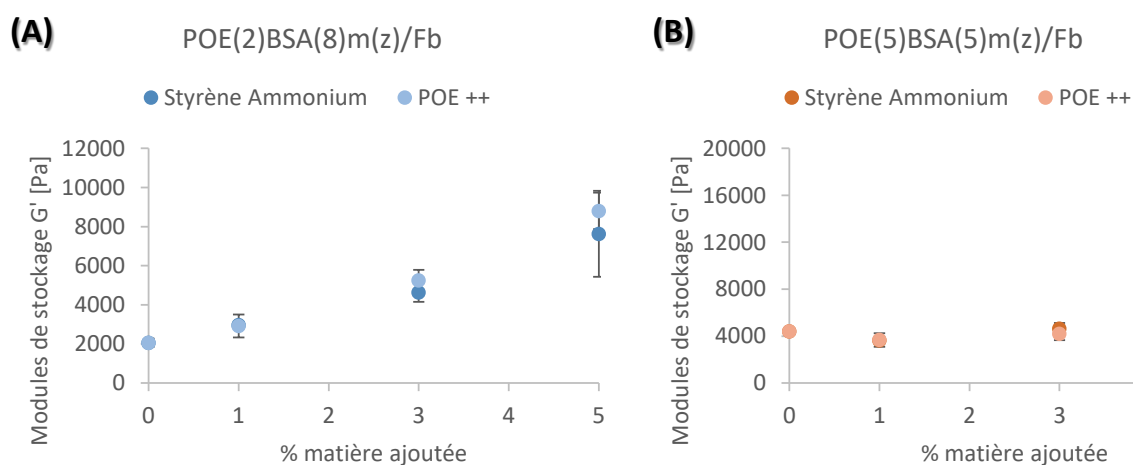 (A)
POE(2)BSA(8)m(z)/Fb
Styrène Ammonium
POE ++
Modules de stockage G' [Pa]
12000
10000
8000
6000
4000
2000
0
0 1 2 3 4 5
% matière ajoutée
(B)
POE(5)BSA(5)m(z)/Fb
Styrène Ammonium
POE ++
Modules de stockage G' [Pa]
20000
16000
12000
8000
4000
0
0 1 2 3
% matière ajoutée